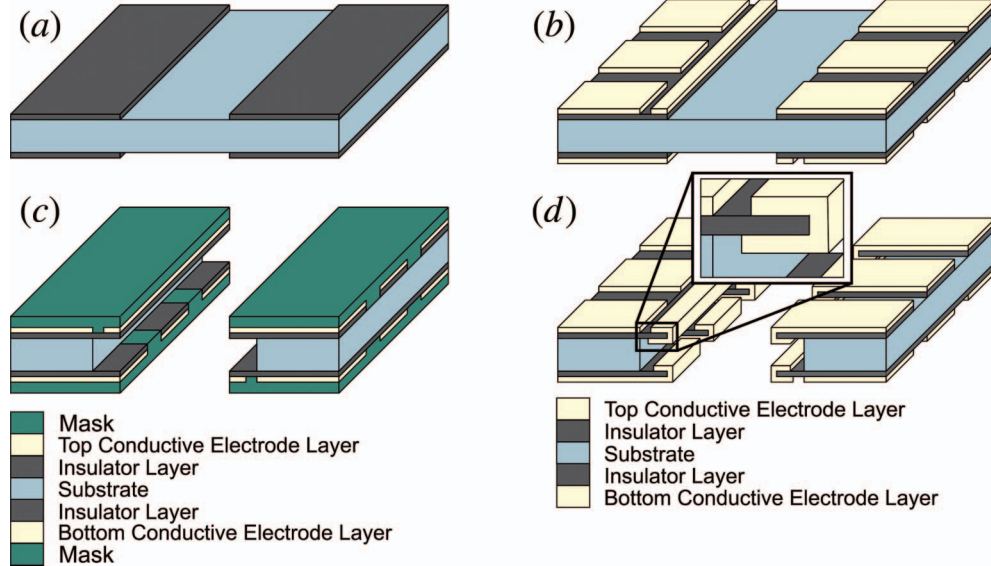 (a)
(b)
(c)
(d)
Mask
Top Conductive Electrode Layer
Insulator Layer
Substrate
Insulator Layer
Bottom Conductive Electrode Layer
Mask
Top Conductive Electrode Layer
Insulator Layer
Substrate
Insulator Layer
Bottom Conductive Electrode Layer